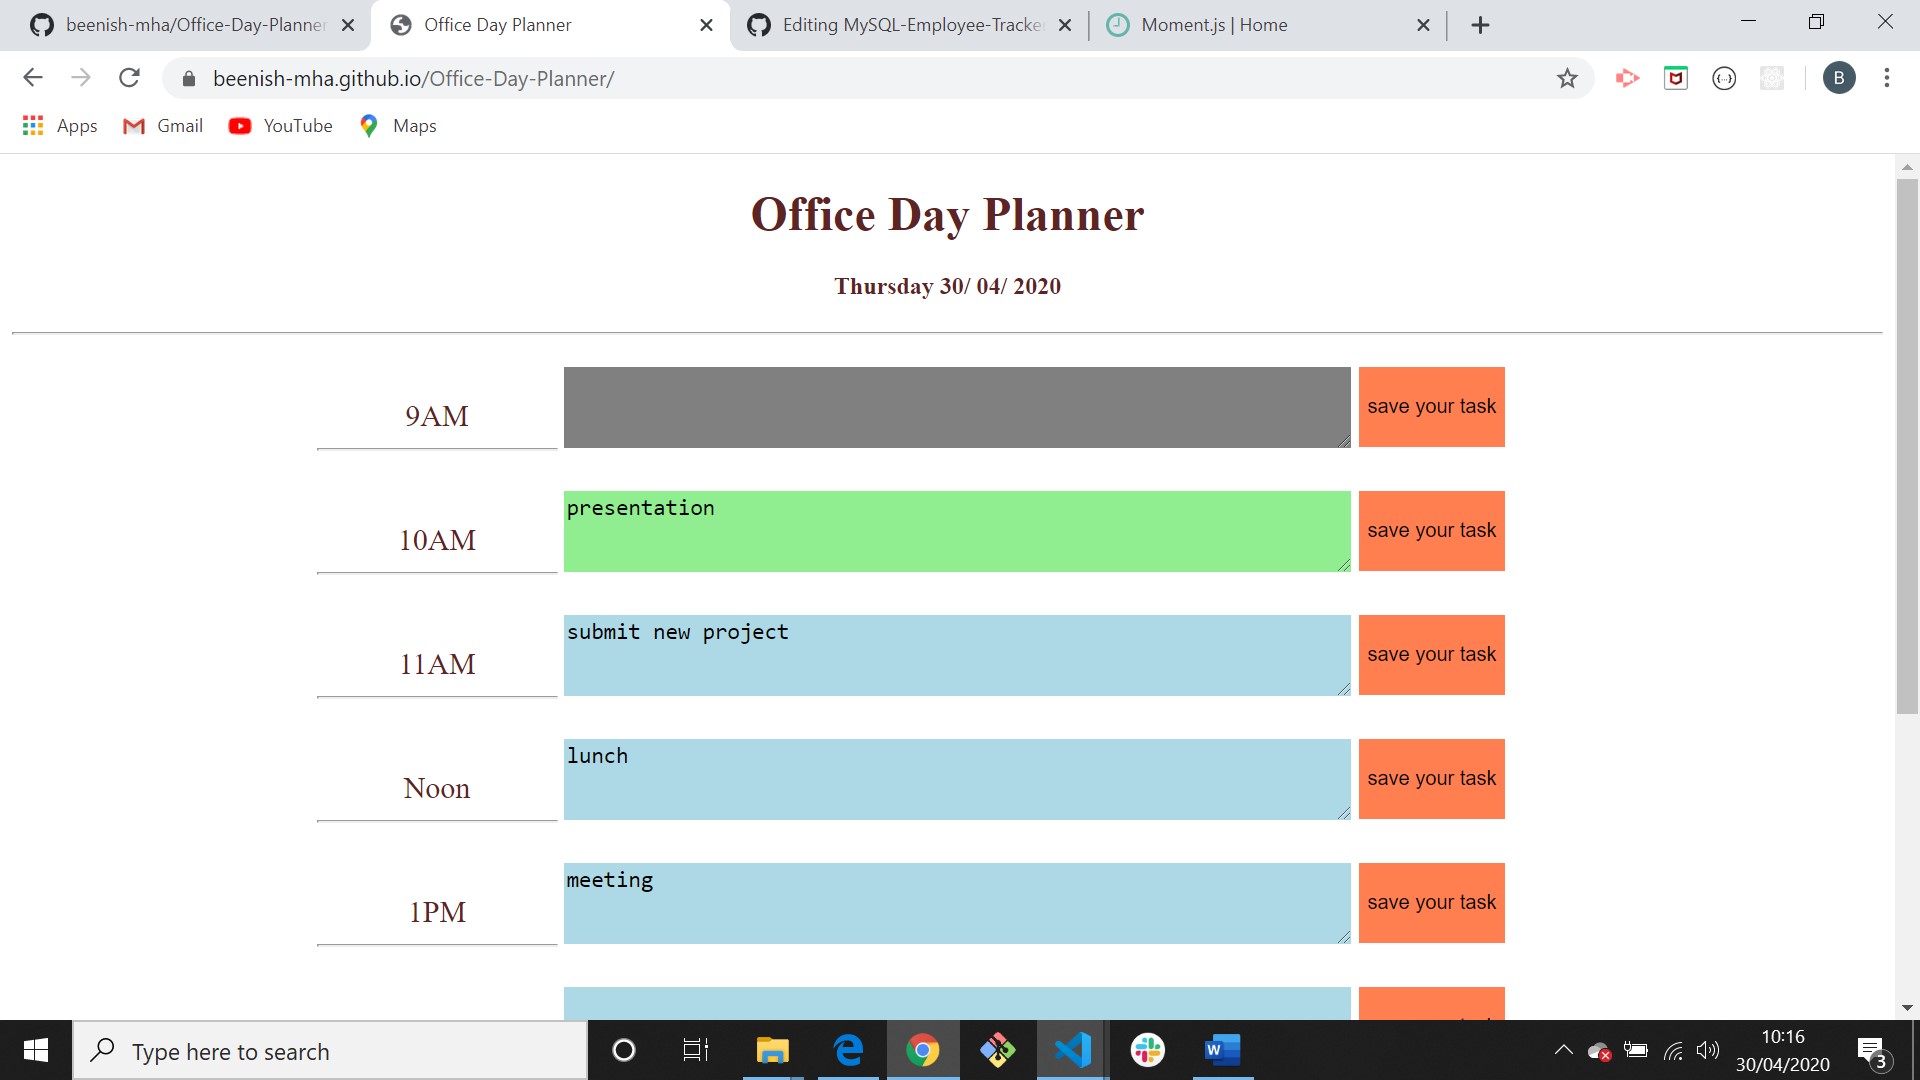 beenish-mha/Office-Day-Planner
Office Day Planner
Editing MySQL-Employee-Tracke
Moment.js | Home
beenish-mha.github.io/Office-Day-Planner/
B
Apps
Gmail
YouTube
Maps
Office Day Planner
Thursday 30/ 04/ 2020
9AM
save your task
10AM
presentation
save your task
11AM
submit new project
save your task
Noon
lunch
save your task
1PM
meeting
save your task
Type here to search
10:16
30/04/2020
3